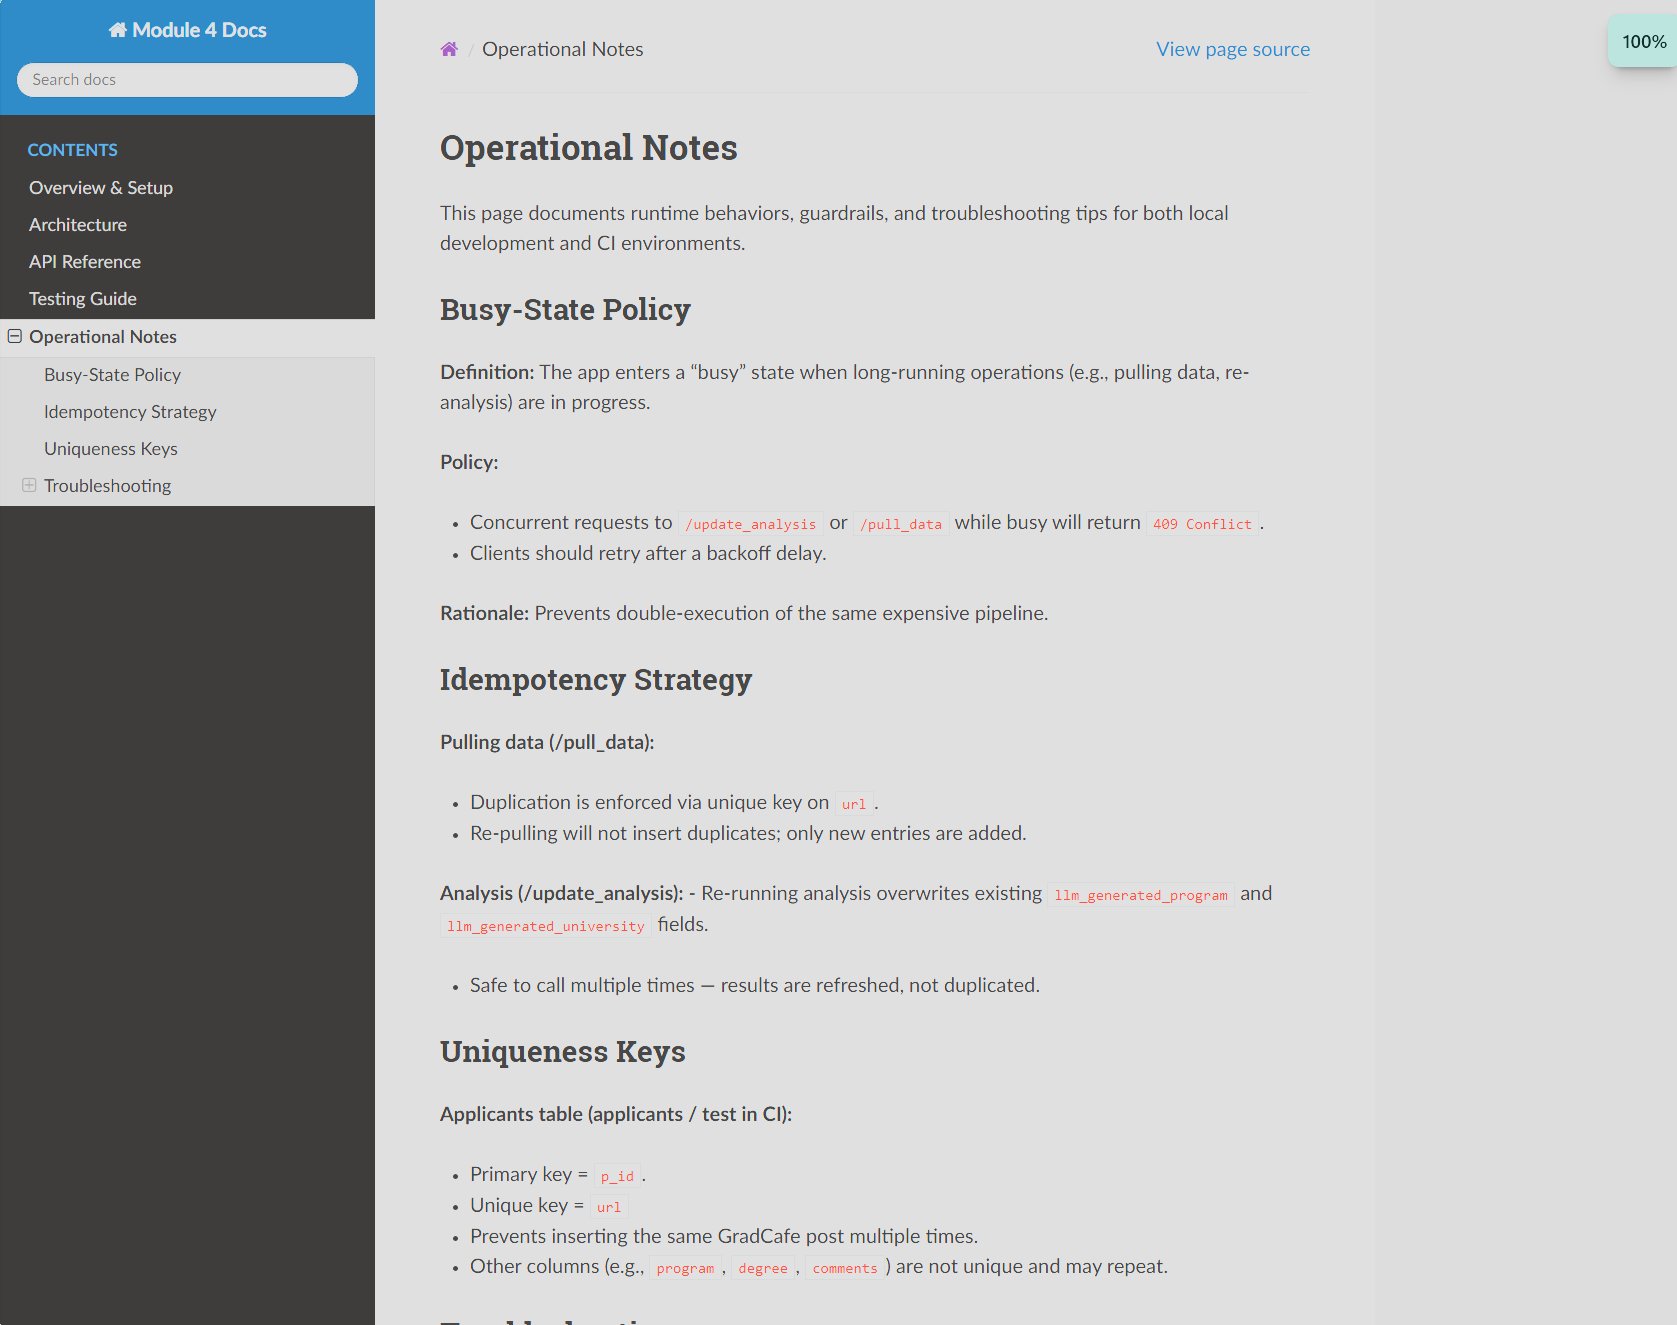 Module 4 Docs
Search docs
CONTENTS
Overview & Setup
Architecture
API Reference
Testing Guide
Operational Notes
Busy-State Policy
Idempotency Strategy
Uniqueness Keys
Troubleshooting
/ Operational Notes
View page source
100%
Operational Notes
This page documents runtime behaviors, guardrails, and troubleshooting tips for both local
development and CI environments.
Busy-State Policy
Definition: The app enters a “busy” state when long-running operations (e.g., pulling data, re-
analysis) are in progress.
Policy:
• Concurrent requests to /update_analysis or /pull_data while busy will return 409 Conflict .
• Clients should retry after a backoff delay.
Rationale: Prevents double-execution of the same expensive pipeline.
Idempotency Strategy
Pulling data (/pull_data):
• Duplication is enforced via unique key on url .
• Re-pulling will not insert duplicates; only new entries are added.
Analysis (/update_analysis): - Re-running analysis overwrites existing llm_generated_program and
llm_generated_university fields.
• Safe to call multiple times — results are refreshed, not duplicated.
Uniqueness Keys
Applicants table (applicants / test in CI):
• Primary key = p_id .
• Unique key = url
• Prevents inserting the same GradCafe post multiple times.
• Other columns (e.g., program , degree , comments ) are not unique and may repeat.